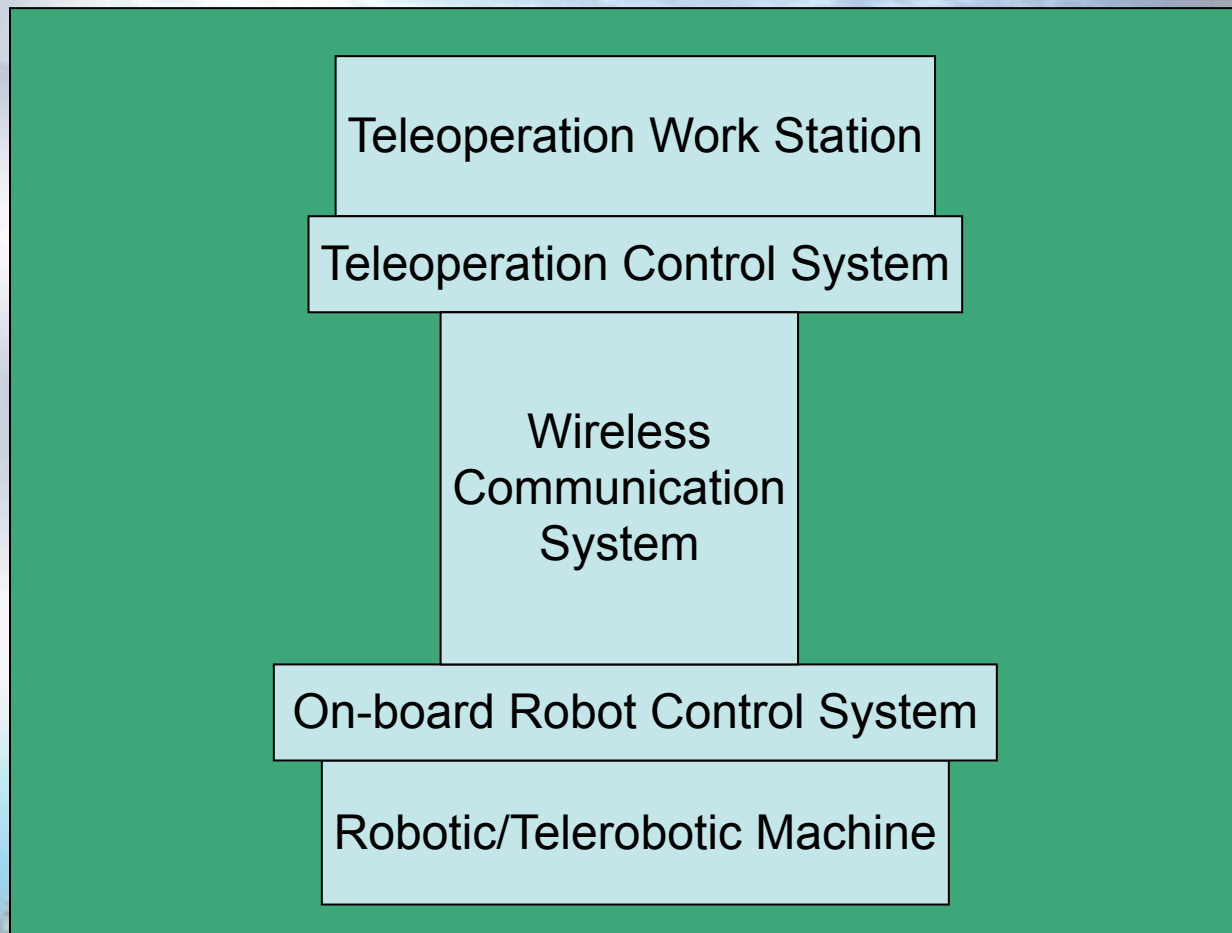 Teleoperation Work Station
Teleoperation Control System
Wireless
Communication
System
On-board Robot Control System
Robotic/Telerobotic Machine